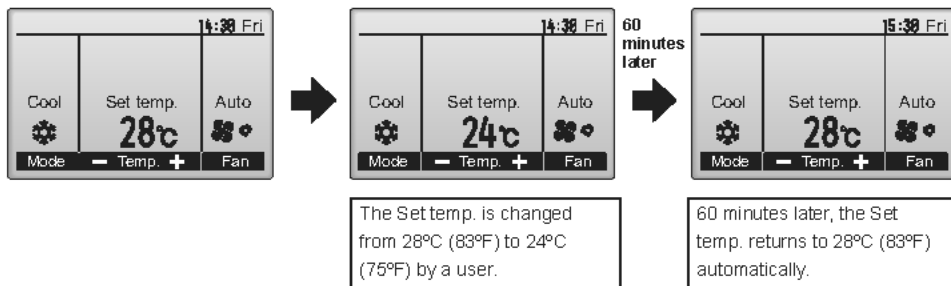 14:30 Fri
Cool Set temp. Auto
28°C
Mode − Temp. + Fan
14:30 Fri
Cool Set temp. Auto
24°C
Mode − Temp. + Fan
The Set temp. is changed
from 28ºC (83ºF) to 24ºC
(75ºF) by a user.
60
minutes
later
15:30 Fri
Cool Set temp. Auto
28°C
Mode − Temp. + Fan
60 minutes later, the Set
temp. returns to 28ºC (83ºF)
automatically.